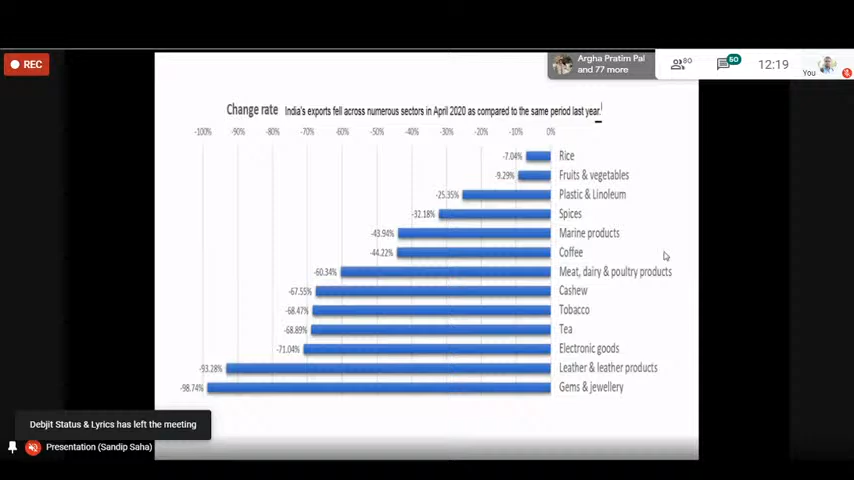 REC
Argha Pratim Pal
and 77 more
80
50
12:19
You
Change rate India's exports fell across numerous sectors in April 2020 as compared to the same period last year.
-100% -90% -80% -70% -60% -50% -40% -30% -20% -10% 0%
-7.04% Rice
-9.29% Fruits & vegetables
-25.35% Plastic & Linoleum
-32.18% Spices
-43.94% Marine products
-44.22% Coffee
-60.34% Meat, dairy & poultry products
-67.55% Cashew
-68.47% Tobacco
-68.89% Tea
-71.04% Electronic goods
-93.28% Leather & leather products
-98.74% Gems & jewellery
Debjit Status & Lyrics has left the meeting
Presentation (Sandip Saha)